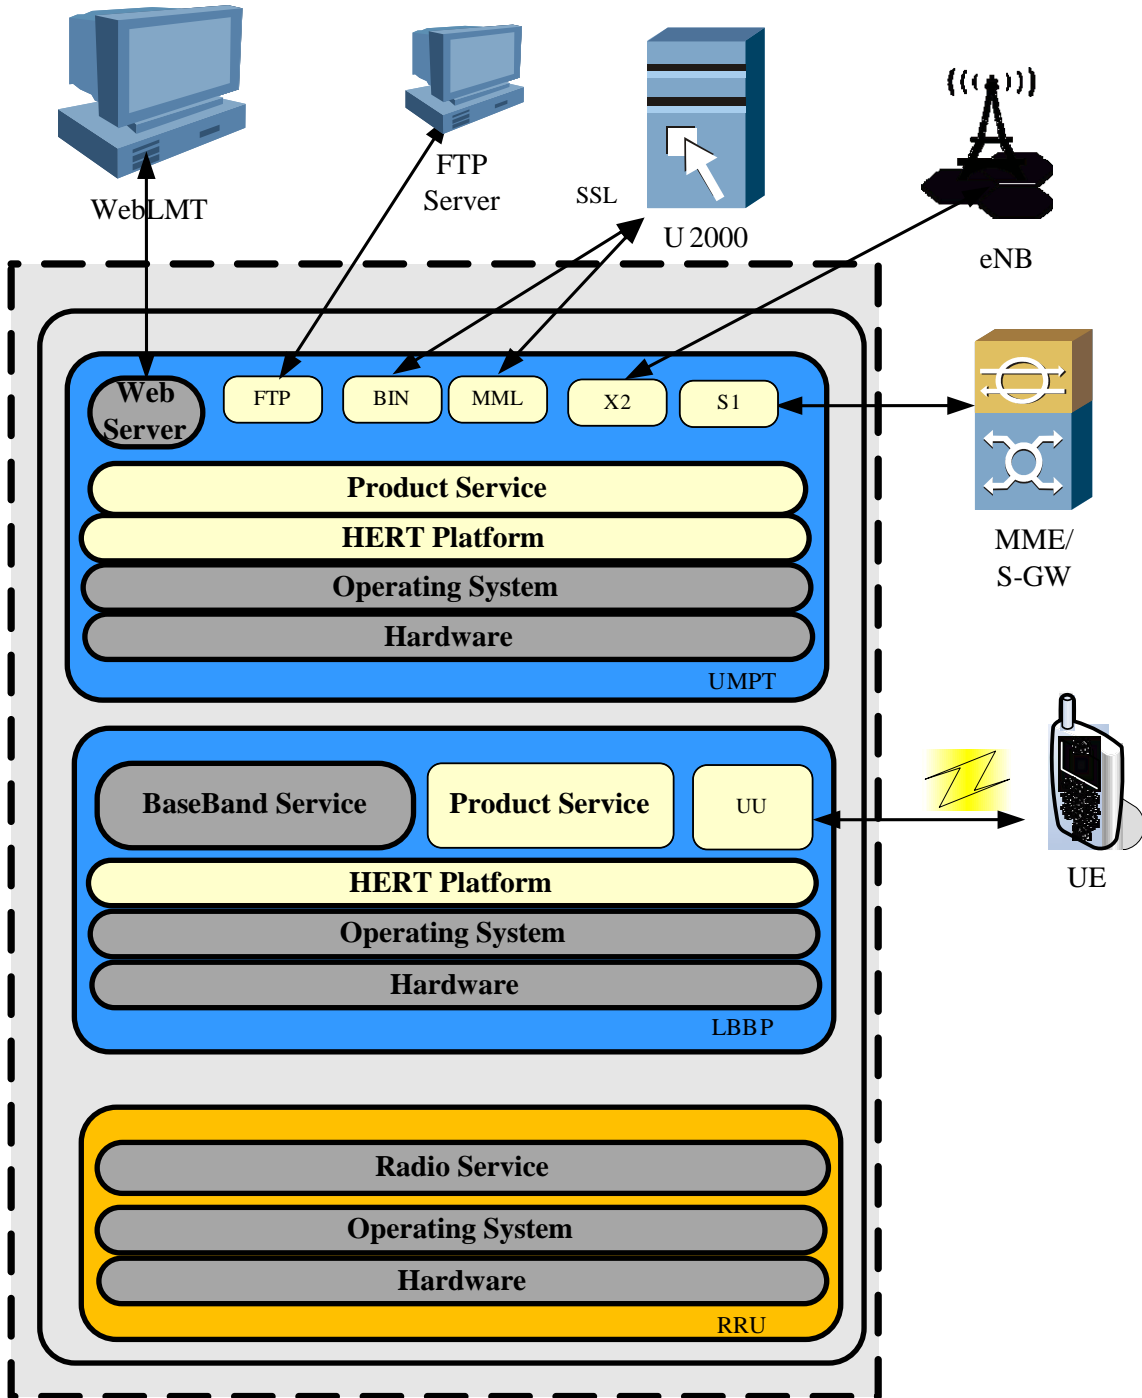 WebLMT
FTP
Server
SSL
U 2000
eNB
Web
Server
FTP
BIN
MML
X2
S1
Product Service
HERT Platform
Operating System
Hardware
UMPT
MME/
S-GW
BaseBand Service
Product Service
UU
HERT Platform
Operating System
Hardware
LBBP
UE
Radio Service
Operating System
Hardware
RRU